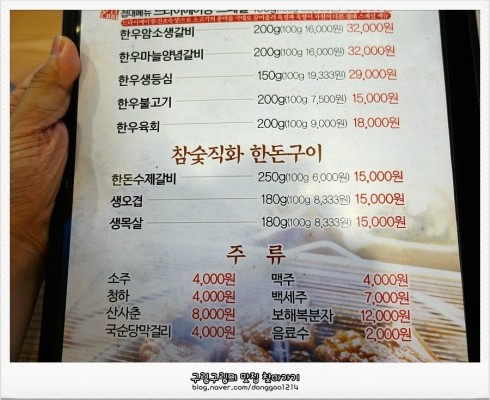 한우암소생갈비 200g(100g 16,000원) 32,000원
한우마늘양념갈비 200g(100g 16,000원) 32,000원
한우생등심 150g(100g 19,333원) 29,000원
한우불고기 200g(100g 7,500원) 15,000원
한우육회 200g(100g 9,000원) 18,000원
참숯직화 한돈구이
한돈수제갈비 250g(100g 6,000원) 15,000원
생오겹 180g(100g 8,333원) 15,000원
생목살 180g(100g 8,333원) 15,000원
주 류
소주 4,000원 맥주 4,000원
청하 4,000원 백세주 7,000원
산사춘 8,000원 보해복분자 12,000원
국순당막걸리 4,000원 음료수 2,000원
구렁구렁의 맛집 찾아라기
blog.naver.com/donggoo1214